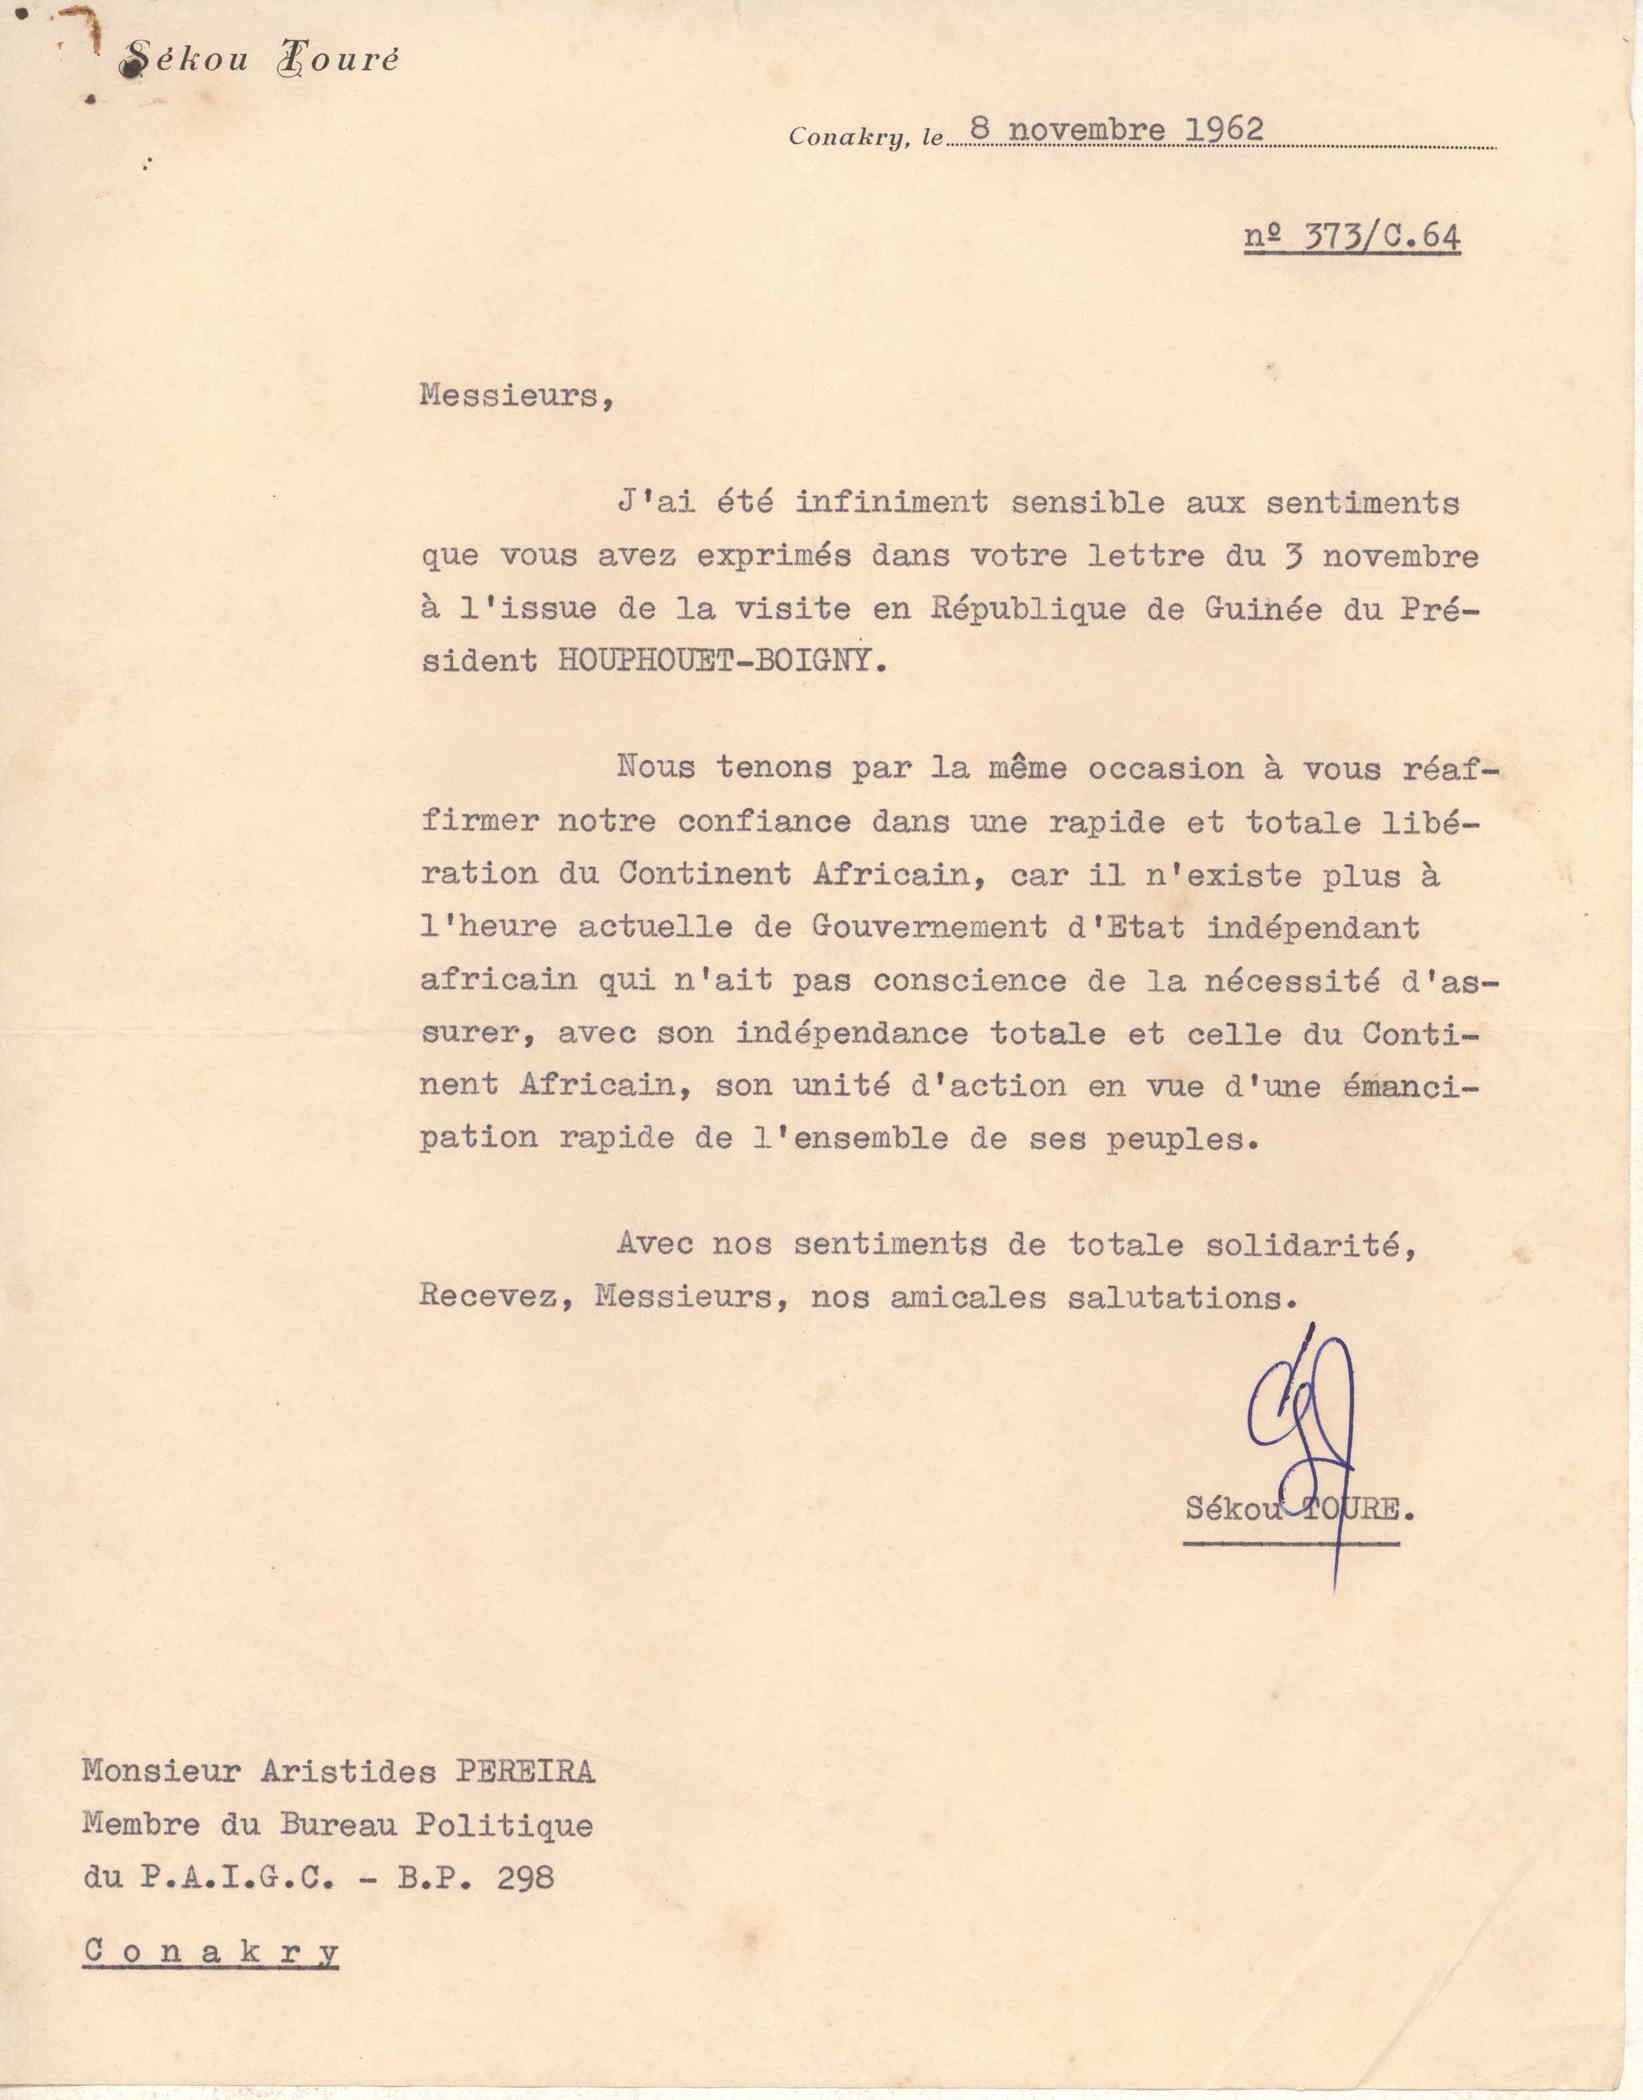 Sékou Touré
Conakry, le 8 novembre 1962
nº 373/C.64
Messieurs,
J'ai été infiniment sensible aux sentiments
que vous avez exprimés dans votre lettre du 3 novembre
à l'issue de la visite en République de Guinée du Pré-
sident HOUPHOUET-BOIGNY.
Nous tenons par la même occasion à vous réaf-
firmer notre confiance dans une rapide et totale libé-
ration du Continent Africain, car il n'existe plus à
l'heure actuelle de Gouvernement d'Etat indépendant
africain qui n'ait pas conscience de la nécessité d'as-
surer, avec son indépendance totale et celle du Conti-
nent Africain, son unité d'action en vue d'une émanci-
pation rapide de l'ensemble de ses peuples.
Avec nos sentiments de totale solidarité,
Recevez, Messieurs, nos amicales salutations.
Sékou TOURE.
Monsieur Aristides PEREIRA
Membre du Bureau Politique
du P.A.I.G.C. - B.P. 298
Conakry